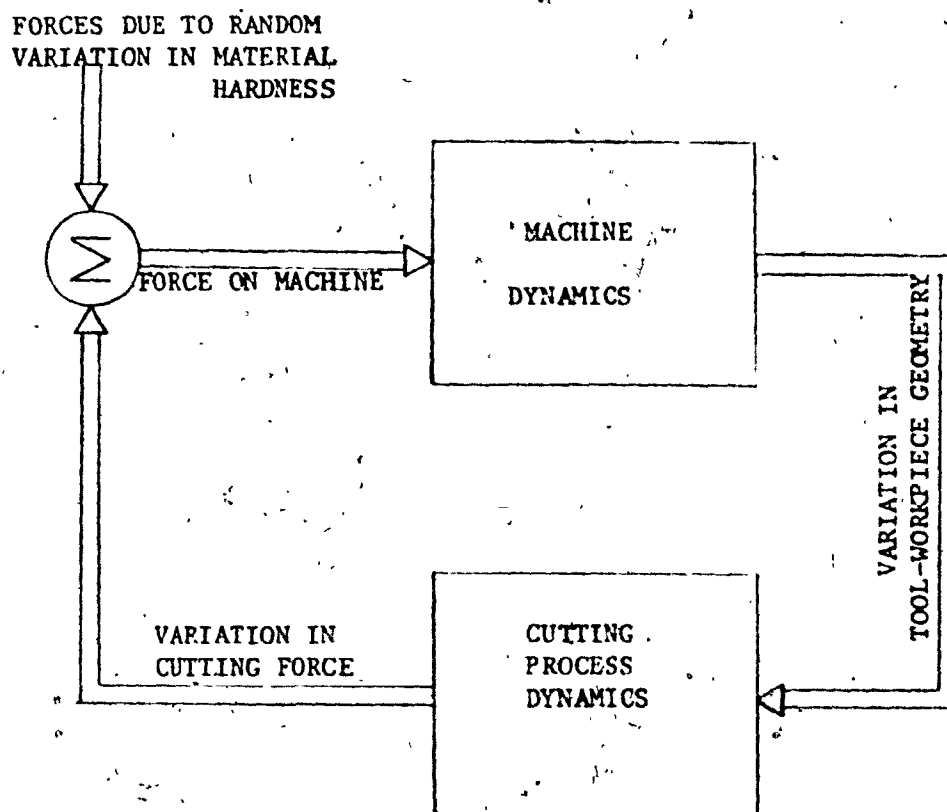 FORCES DUE TO RANDOM
VARIATION IN MATERIAL
HARDNESS
Σ
FORCE ON MACHINE
MACHINE
DYNAMICS
VARIATION IN
TOOL-WORKPIECE GEOMETRY
VARIATION IN
CUTTING FORCE
CUTTING
PROCESS
DYNAMICS